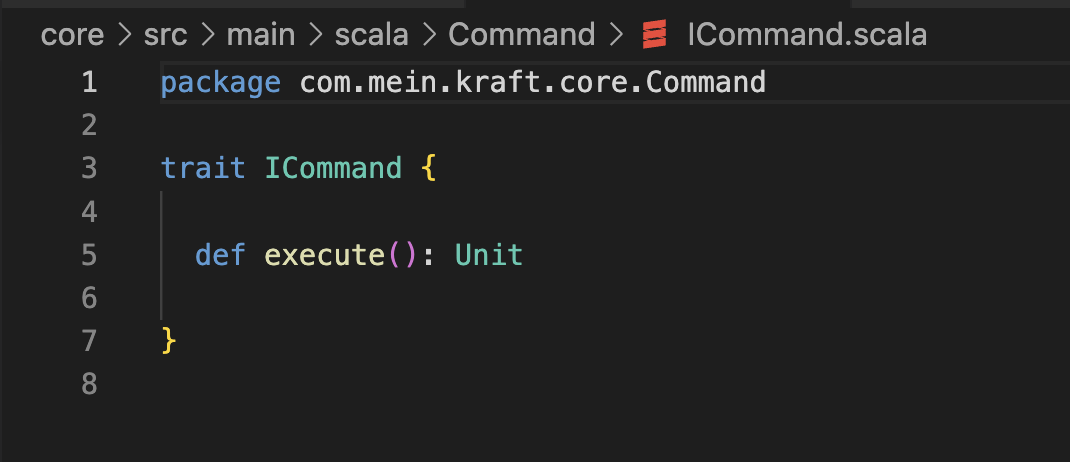 core > src > main > scala > Command > ICommand.scala
1 package com.mein.kraft.core.Command
2
3 trait ICommand {
4
5   def execute(): Unit
6
7 }
8